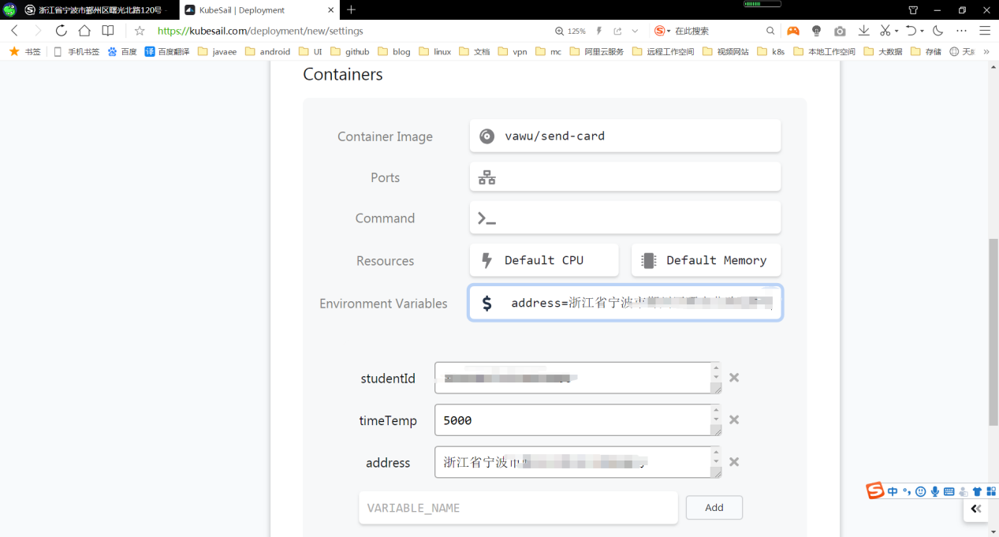 浙江省宁波市鄞州区曙光北路120号
KubeSail | Deployment
https://kubesail.com/deployment/new/settings
125%
在此搜索
书签
手机书签
百度
译
百度翻译
javaee
android
UI
github
blog
linux
文档
vpn
mc
阿里云服务
远程工作空间
视频网站
k8s
本地工作空间
大数据
存储
Containers
Container Image
vawu/send-card
Ports
Command
Resources
Default CPU
Default Memory
Environment Variables
$
address=浙江省宁波市
studentId
timeTemp
5000
address
浙江省宁波市
VARIABLE_NAME
Add
中